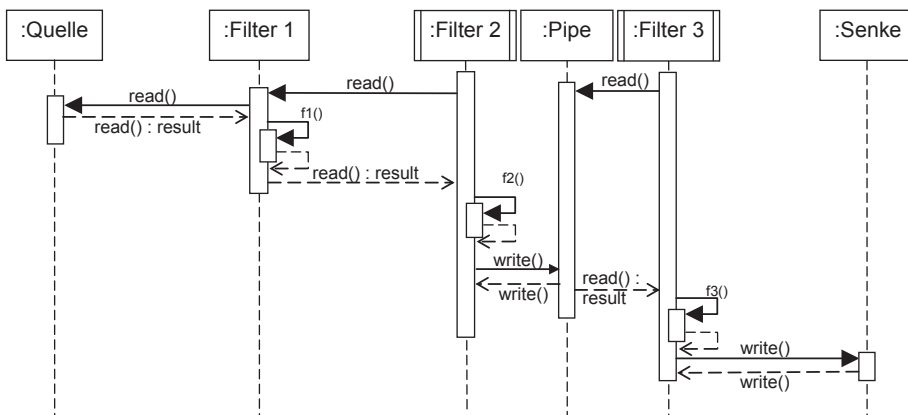 :Quelle
:Filter 1
:Filter 2
:Pipe
:Filter 3
:Senke
read()
read()
read()
read() : result
f1()
read() : result
f2()
write()
write()
read() :
result
f3()
write()
write()